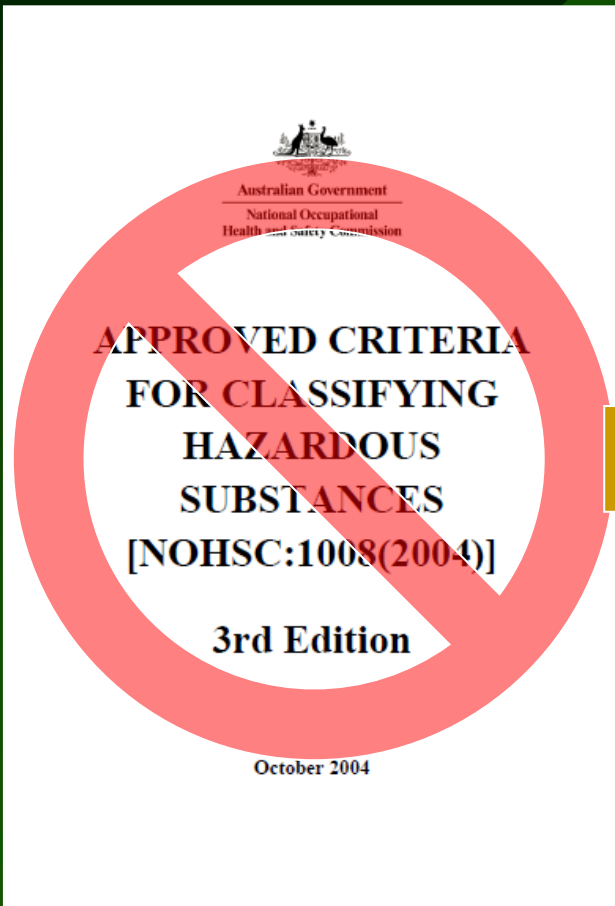 Australian Government
National Occupational
Health and Safety Commission
APPROVED CRITERIA
FOR CLASSIFYING
HAZARDOUS
SUBSTANCES
[NOHSC:1008(2004)]
3rd Edition
October 2004